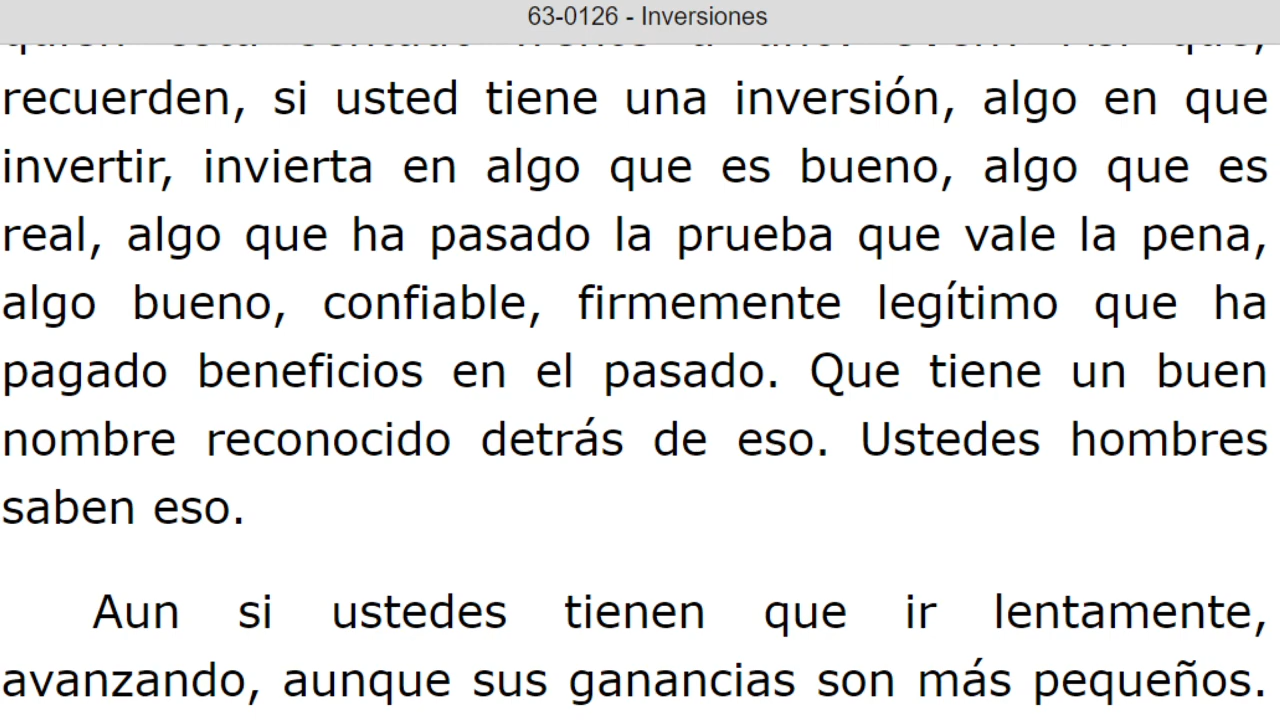 63-0126 - Inversiones
recuerden, si usted tiene una inversión, algo en que
invertir, invierta en algo que es bueno, algo que es
real, algo que ha pasado la prueba que vale la pena,
algo bueno, confiable, firmemente legítimo que ha
pagado beneficios en el pasado. Que tiene un buen
nombre reconocido detrás de eso. Ustedes hombres
saben eso.
Aun si ustedes tienen que ir lentamente,
avanzando, aunque sus ganancias son más pequeños.